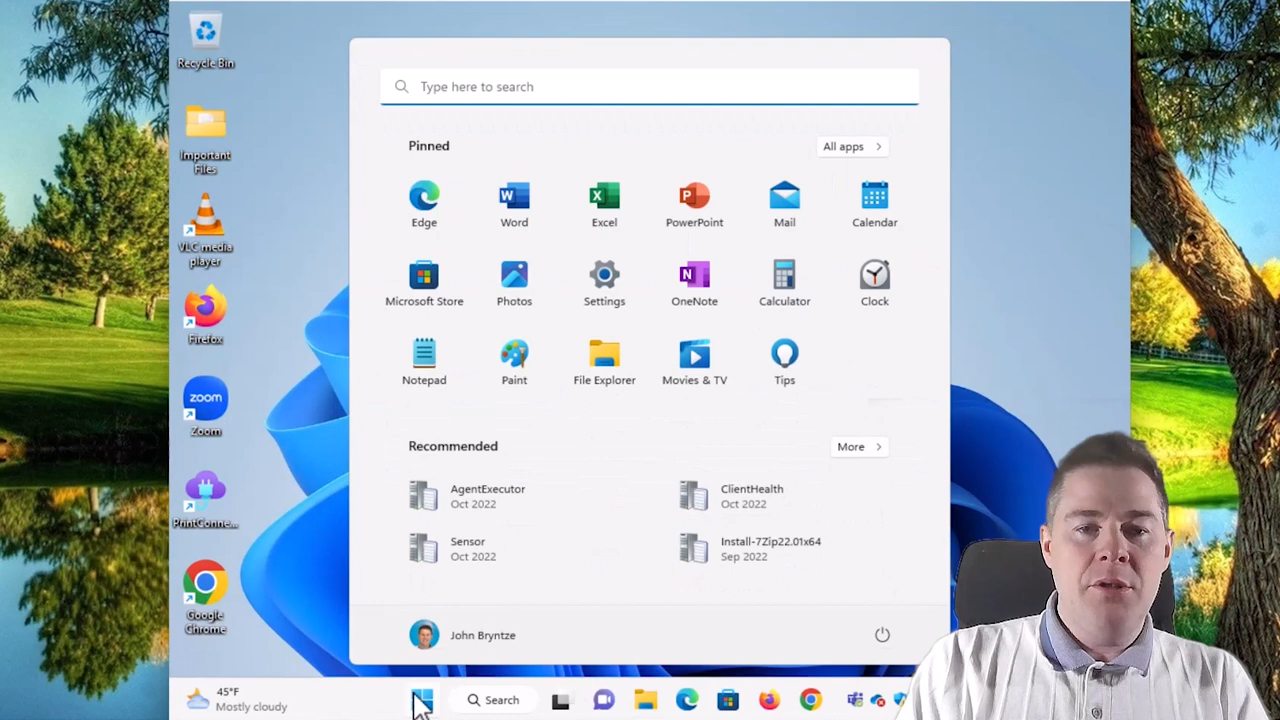 Recycle Bin
Important
Files
VLC media
player
Firefox
zoom
Zoom
PrintConne...
Google
Chrome
Type here to search
Pinned
All apps
Edge
Word
Excel
PowerPoint
Mail
Calendar
Microsoft Store
Photos
Settings
OneNote
Calculator
Clock
Notepad
Paint
File Explorer
Movies & TV
Tips
Recommended
More
AgentExecutor
Oct 2022
ClientHealth
Oct 2022
Sensor
Oct 2022
Install-7Zip22.01x64
Sep 2022
John Bryntze
45°F
Mostly cloudy
Search